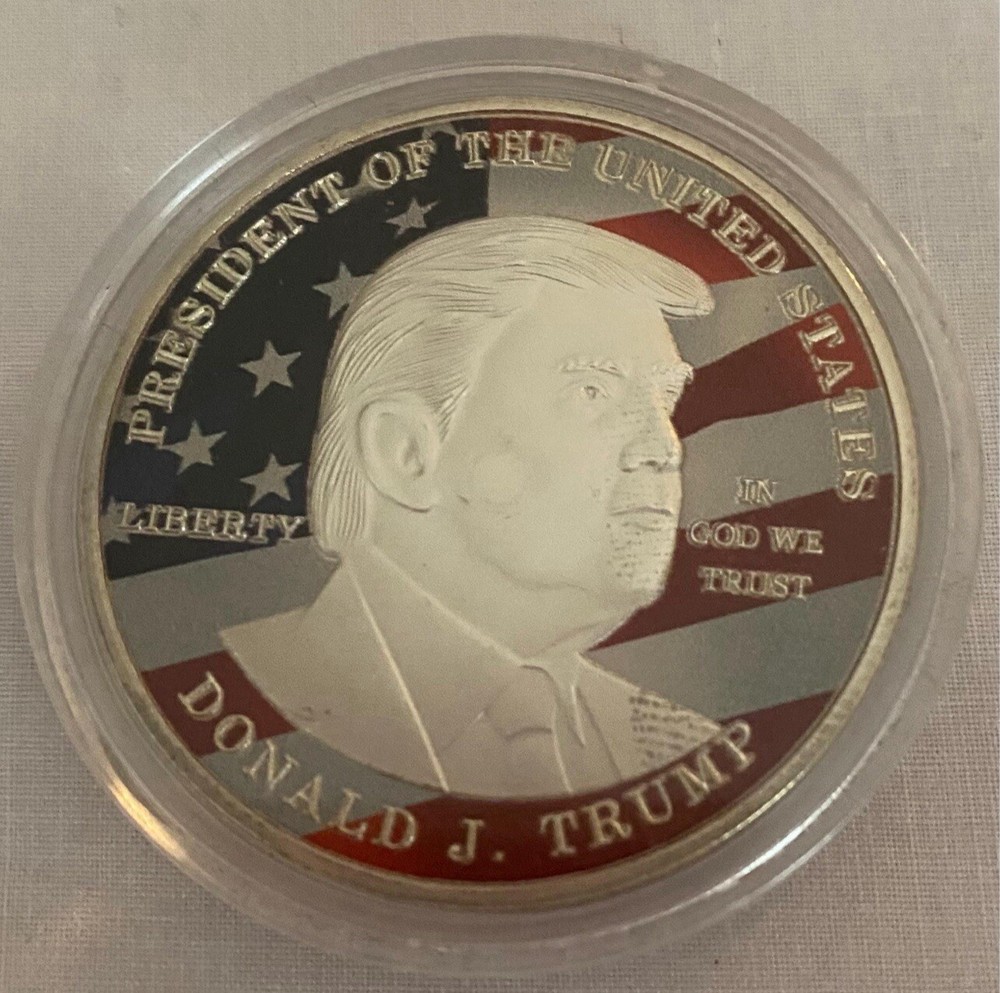 PRESIDENT OF THE UNITED STATES
LIBERTY
IN
GOD WE
TRUST
DONALD J. TRUMP